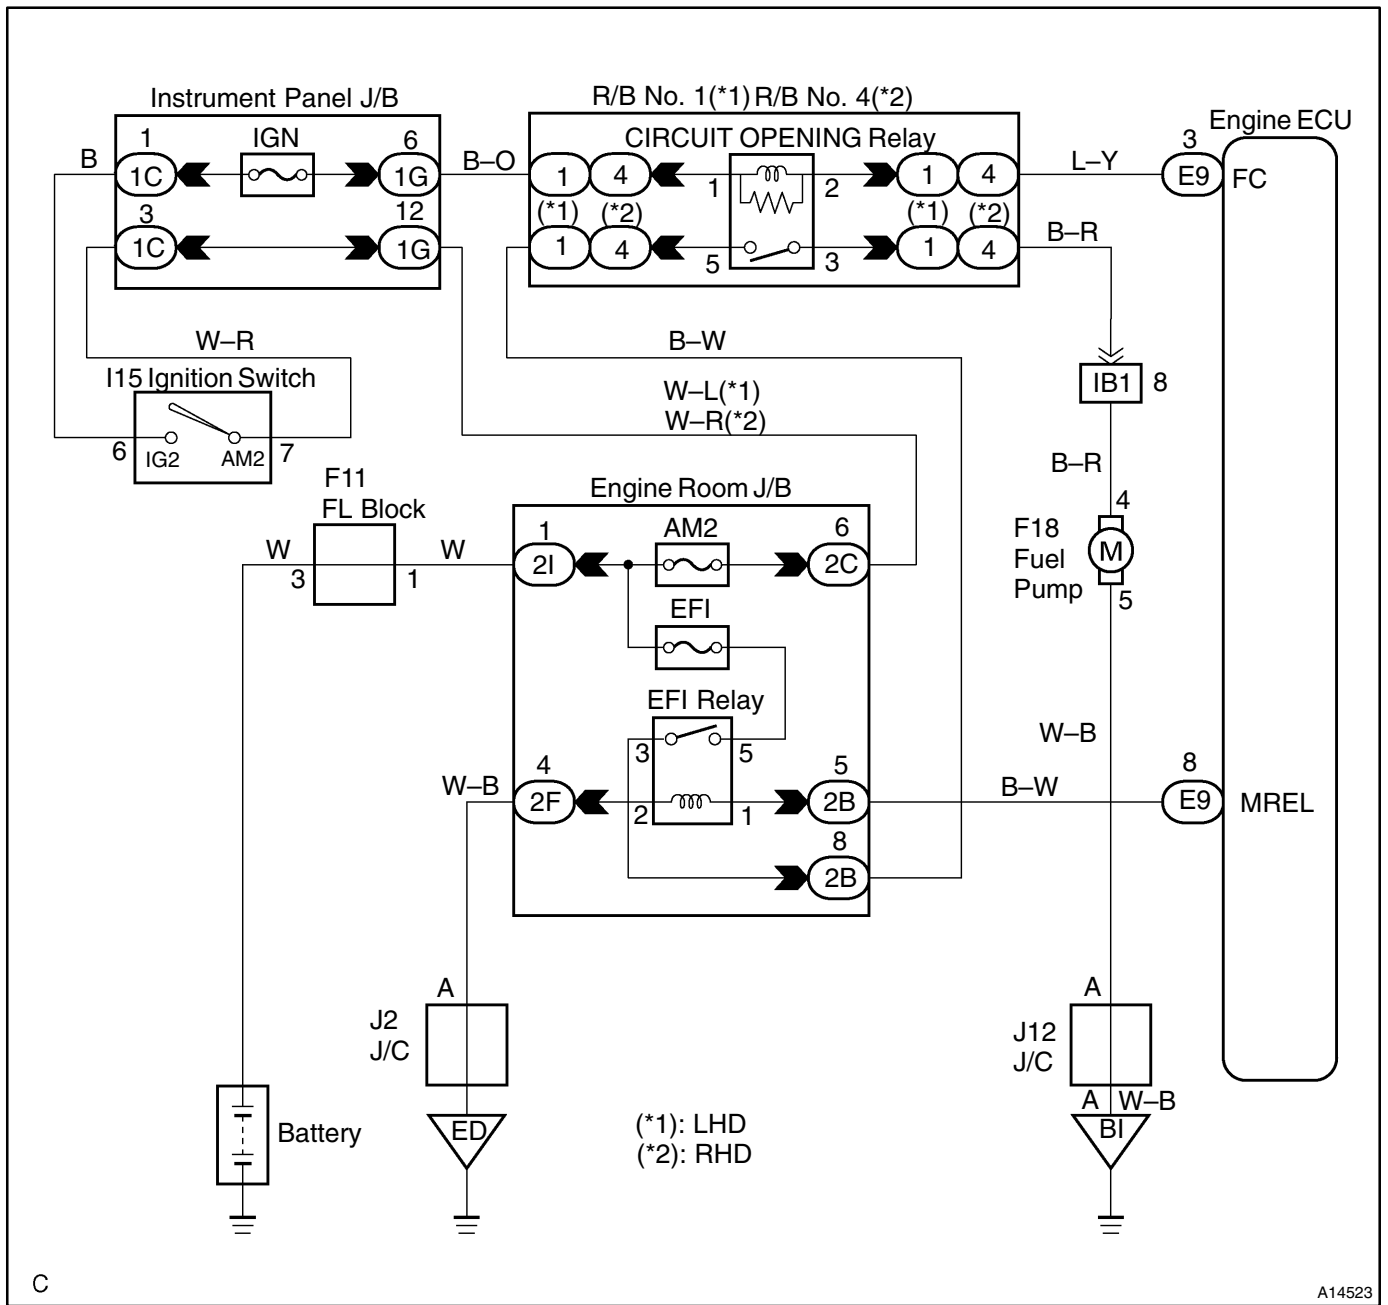 Instrument Panel J/B
R/B No. 1(*1) R/B No. 4(*2)
Engine ECU
1
IGN
6
CIRCUIT OPENING Relay
3
B
1C
1G
B–O
1
4
1
2
1
4
L–Y
E9
FC
3
12
(*1)
(*2)
(*1)
(*2)
1C
1G
1
4
5
3
1
4
B–R
W–R
B–W
I15 Ignition Switch
W–L(*1)
W–R(*2)
IB1
8
6
IG2
AM2
7
B–R
F11
FL Block
Engine Room J/B
4
W
3
1
W
1
2I
AM2
6
2C
F18
Fuel
Pump
M
5
EFI
EFI Relay
3
5
W–B
4
5
8
W–B
2F
2
1
2B
B–W
E9
MREL
8
2B
A
A
J2
J/C
J12
J/C
A
W–B
Battery
ED
(*1): LHD
(*2): RHD
BI
C
A14523